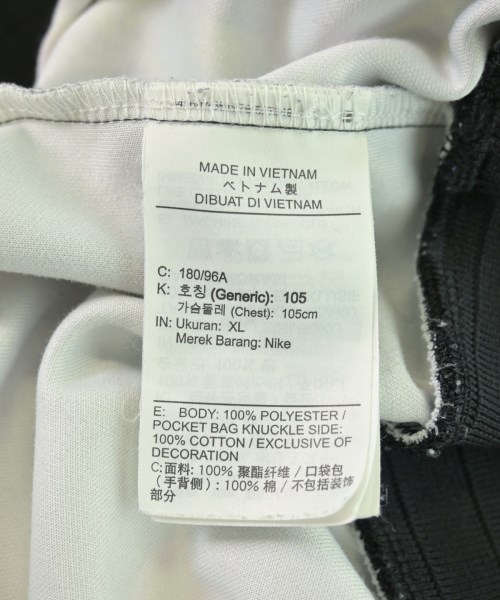 MADE IN VIETNAM
ベトナム製
DIBUAT DI VIETNAM
C: 180/96A
K: 호칭 (Generic): 105
가슴둘레 (Chest): 105cm
IN: Ukuran: XL
Merek Barang: Nike
E: BODY: 100% POLYESTER /
POCKET BAG KNUCKLE SIDE:
100% COTTON / EXCLUSIVE OF
DECORATION
C:面料: 100% 聚酯纤维 / 口袋包
(手背侧) : 100% 棉 / 不包括装饰
部分